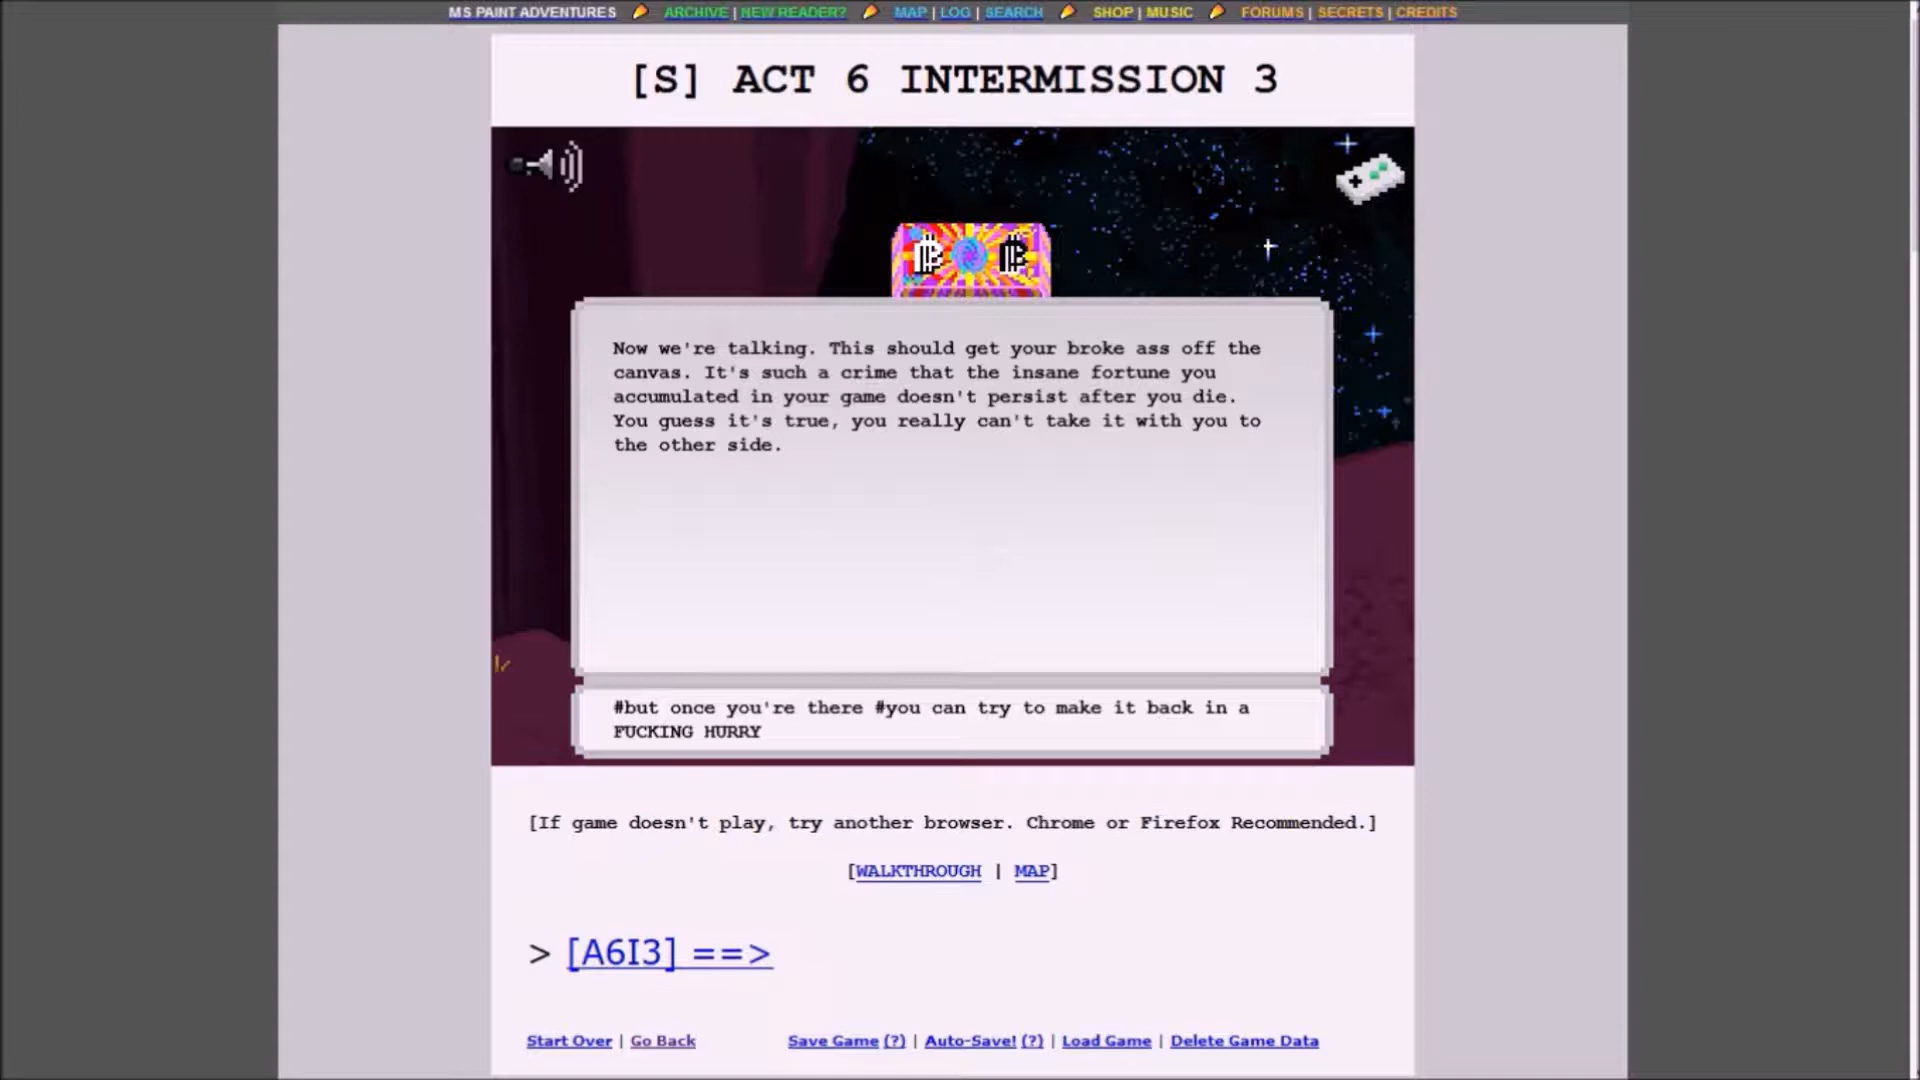 MS PAINT ADVENTURES ARCHIVE | NEW READER? MAP | LOG | SEARCH SHOP | MUSIC FORUMS | SECRETS | CREDITS
[S] ACT 6 INTERMISSION 3
Now we're talking. This should get your broke ass off the
canvas. It's such a crime that the insane fortune you
accumulated in your game doesn't persist after you die.
You guess it's true, you really can't take it with you to
the other side.
#but once you're there #you can try to make it back in a
FUCKING HURRY
[If game doesn't play, try another browser. Chrome or Firefox Recommended.]
[WALKTHROUGH | MAP]
> [A6I3] ==>
Start Over | Go Back Save Game (?) | Auto-Save! (?) | Load Game | Delete Game Data